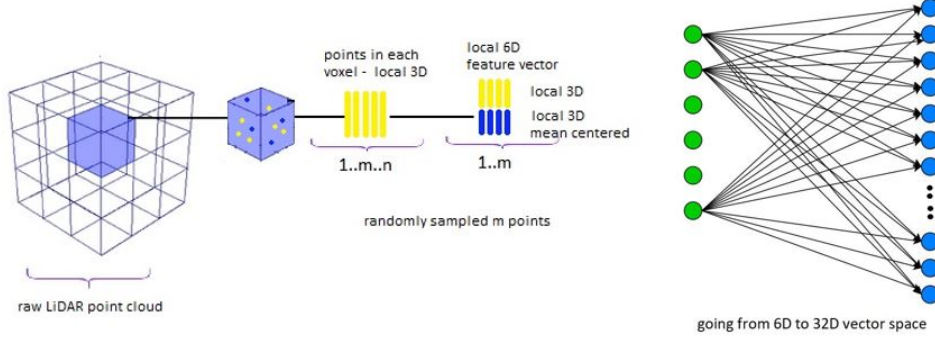 points in each
voxel - local 3D
local 6D
feature vector
local 3D
local 3D
mean centered
1..m..n
1..m
randomly sampled m points
raw LiDAR point cloud
going from 6D to 32D vector space